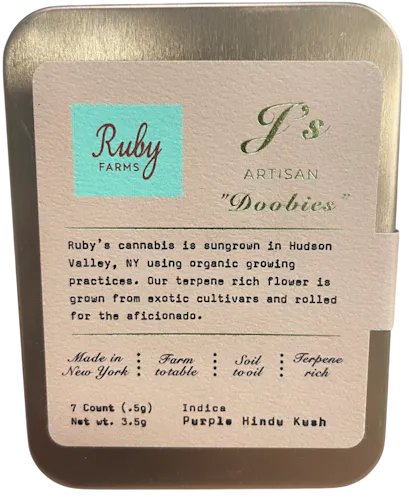 Ruby
FARMS
J's
ARTISAN
"Doobies"
Ruby's cannabis is sungrown in Hudson
Valley, NY using organic growing
practices. Our terpene rich flower is
grown from exotic cultivars and rolled
for the aficionado.
Made in
New York
Farm
to table
Soil
to oil
Terpene
rich
7 Count (.5g)
Net wt. 3.5g
Indica
Purple Hindu Kush